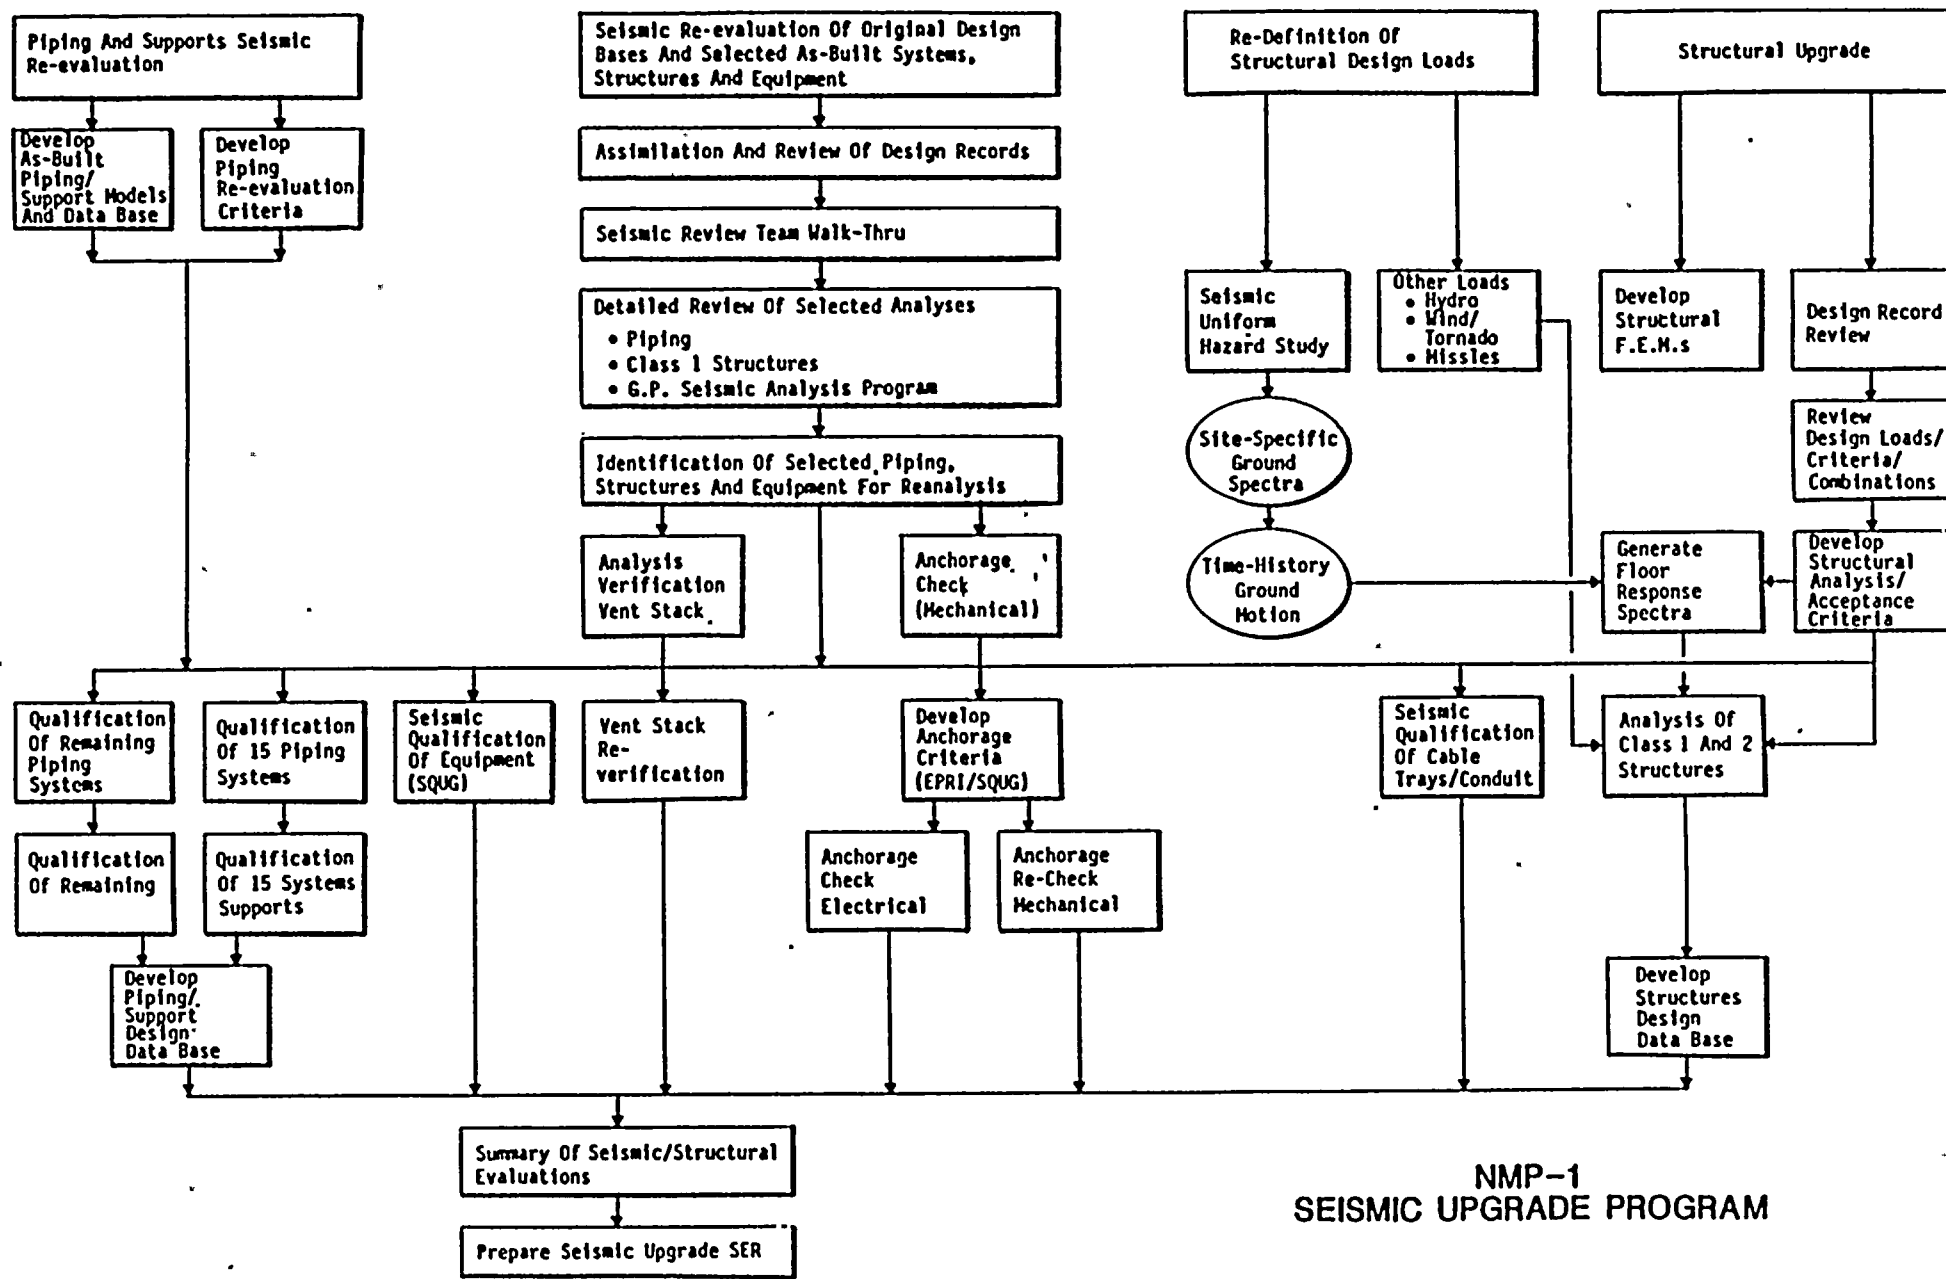 Piping And Supports Seismic
Re-evaluation
Develop
As-Built
Piping/
Support Models
And Data Base
Develop
Piping
Re-evaluation
Criteria
Seismic Re-evaluation Of Original Design
Bases And Selected As-Built Systems,
Structures And Equipment
Assimilation And Review Of Design Records
Seismic Review Team Walk-Thru
Detailed Review Of Selected Analyses
• Piping
• Class 1 Structures
• G.P. Seismic Analysis Program
Identification Of Selected Piping,
Structures And Equipment For Reanalysis
Analysis
Verification
Vent Stack
Anchorage
Check
(Mechanical)
Re-Definition Of
Structural Design Loads
Seismic
Uniform
Hazard Study
Other Loads
• Hydro
• Wind/
Tornado
• Missles
Site-Specific
Ground
Spectra
Time-History
Ground
Motion
Structural Upgrade
Develop
Structural
F.E.M.s
Design Record
Review
Review
Design Loads/
Criteria/
Combinations
Generate
Floor
Response
Spectra
Develop
Structural
Analysis/
Acceptance
Criteria
Qualification
Of Remaining
Piping
Systems
Qualification
Of 15 Piping
Systems
Seismic
Qualification
Of Equipment
(SQUG)
Vent Stack
Re-
verification
Develop
Anchorage
Criteria
(EPRI/SQUG)
Seismic
Qualification
Of Cable
Trays/Conduit
Analysis Of
Class 1 And 2
Structures
Qualification
Of Remaining
Qualification
Of 15 Systems
Supports
Anchorage
Check
Electrical
Anchorage
Re-Check
Mechanical
Develop
Piping/
Support
Design
Data Base
Develop
Structures
Design
Data Base
Summary Of Seismic/Structural
Evaluations
Prepare Seismic Upgrade SER
NMP-1
SEISMIC UPGRADE PROGRAM